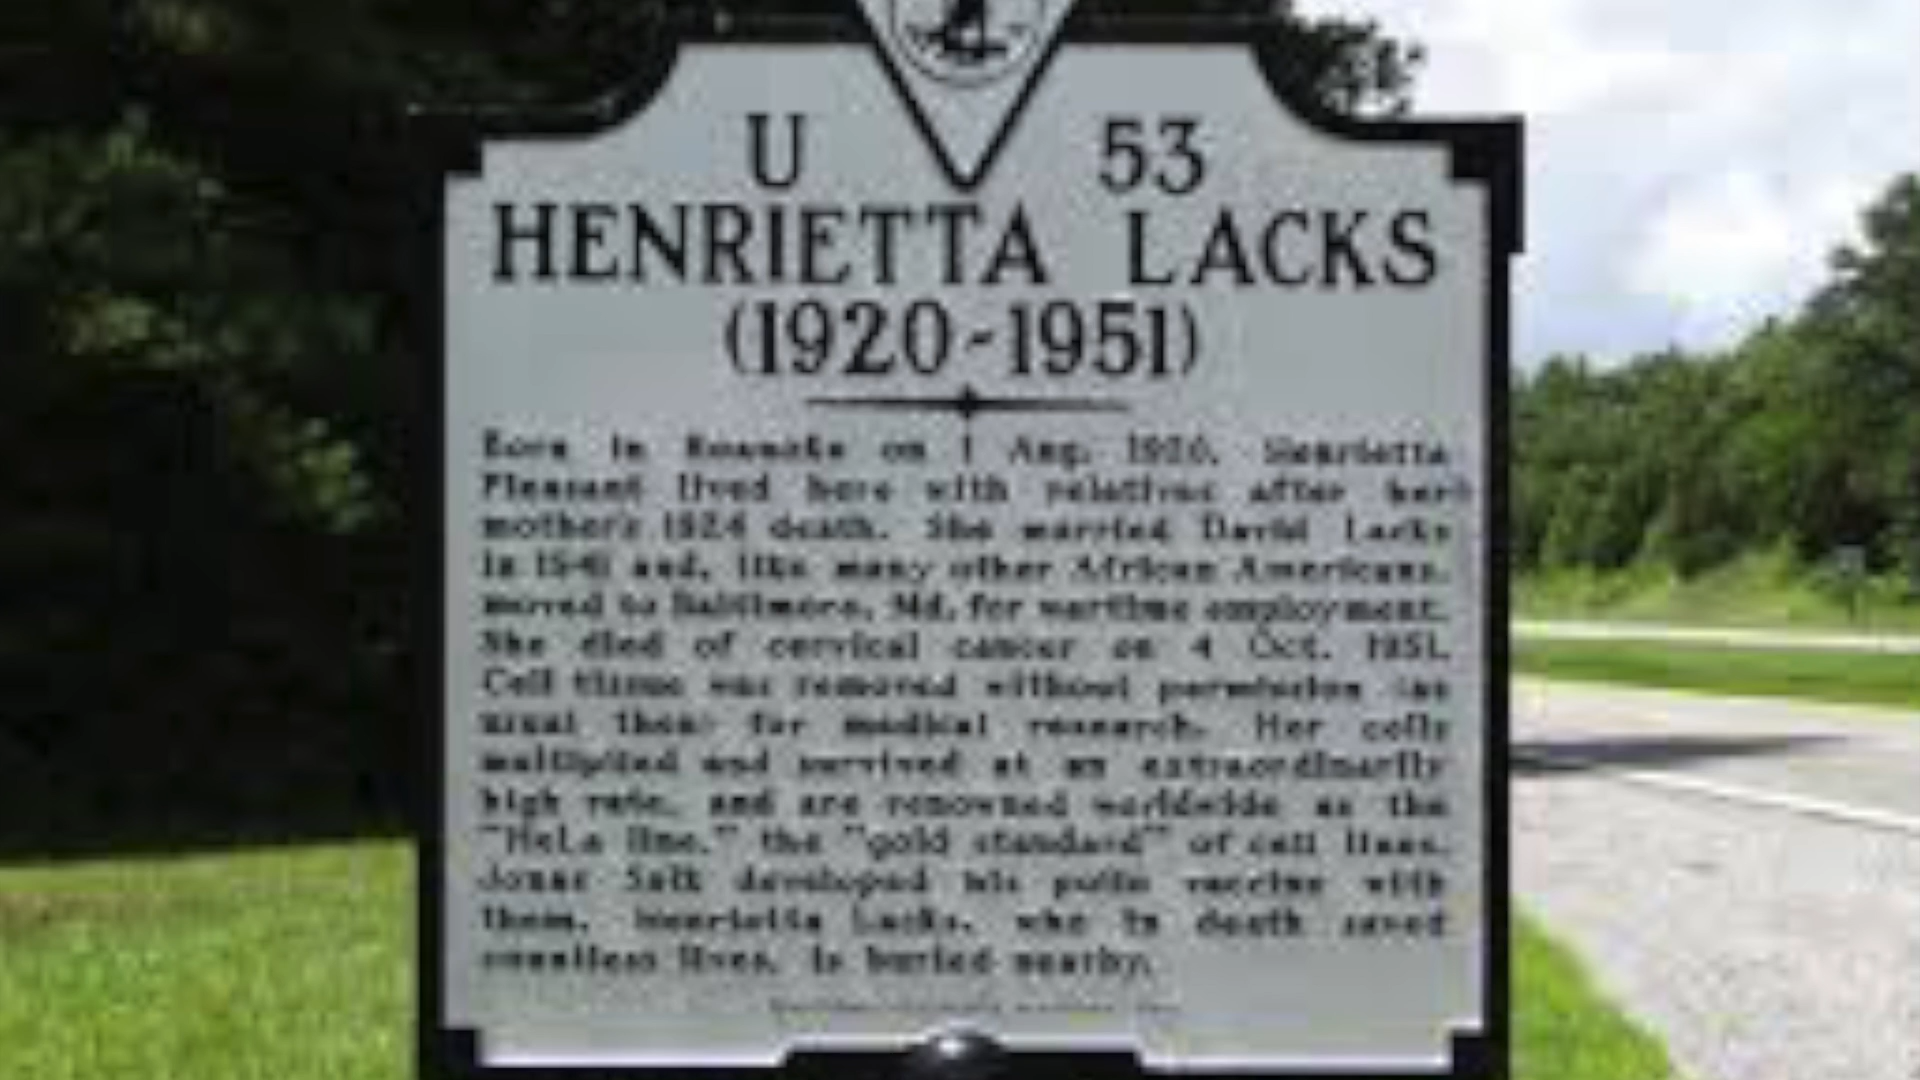 U 53
HENRIETTA LACKS
(1920-1951)
Born in Roanoke on 1 Aug. 1920, Henrietta
Pleasant lived here with relatives after her
mother's 1924 death. She married David Lacks
in 1941 and, like many other African Americans,
moved to Baltimore, Md. for wartime employment.
She died of cervical cancer on 4 Oct. 1951.
Cell tissue was removed without permission (as
usual then) for medical research. Her cells
multiplied and survived at an extraordinarily
high rate, and are renowned worldwide as the
"HeLa line," the "gold standard" of cell lines.
Jonas Salk developed his polio vaccine with
them. Henrietta Lacks, who in death saved
countless lives, is buried nearby.